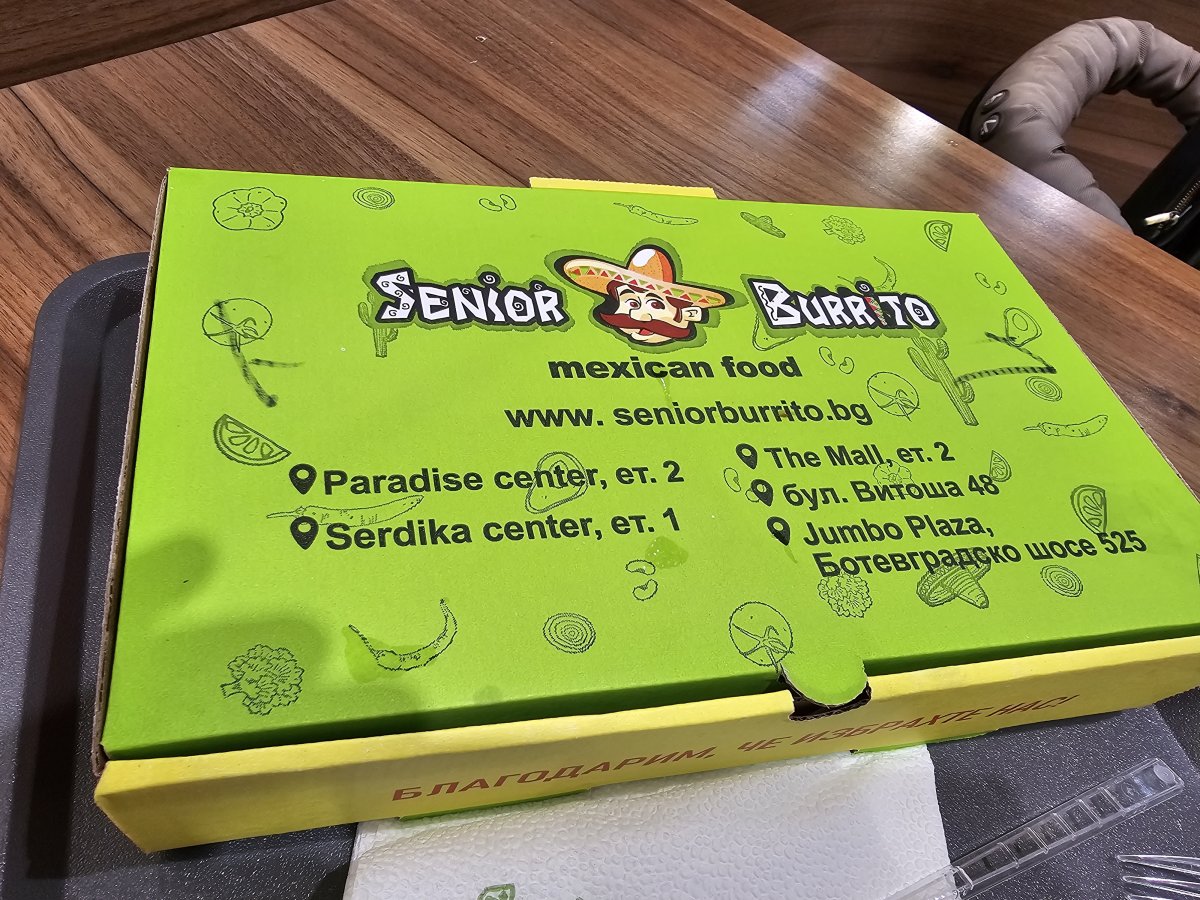 SENIOR BURRITO
mexican food
www. seniorburrito.bg
Paradise center, ет. 2
Serdika center, ет. 1
The Mall, ет. 2
бул. Витоша 48
Jumbo Plaza,
Ботевградско шосе 525
БЛАГОДАРИМ, ЧЕ ИЗБРАХТЕ НАС!